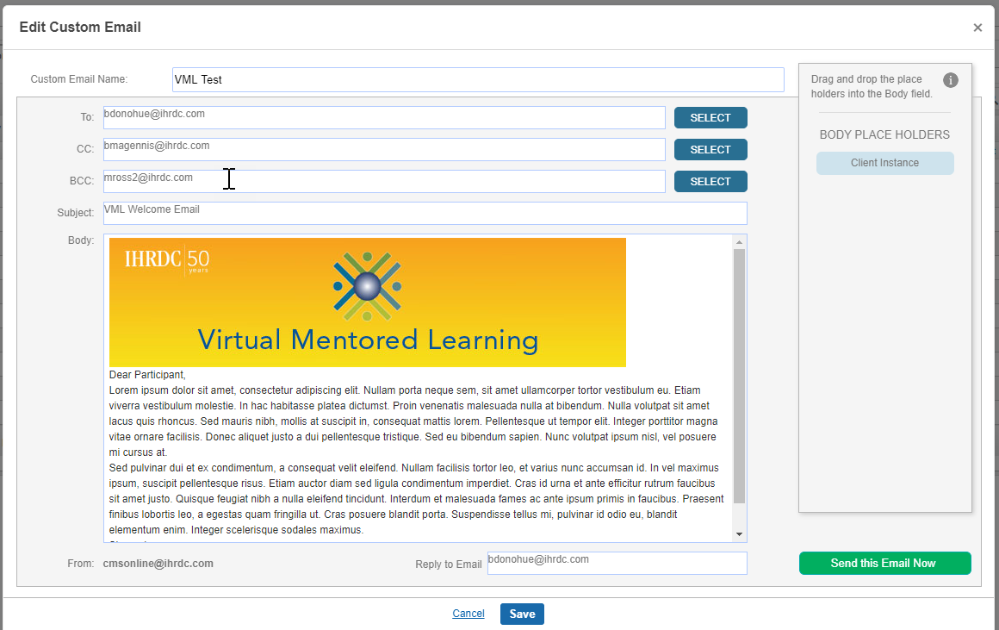 Edit Custom Email
×
Custom Email Name:
VML Test
To:
bdonohue@ihrdc.com
SELECT
CC:
bmagennis@ihrdc.com
SELECT
BCC:
mross2@ihrdc.com
SELECT
Subject:
VML Welcome Email
Body:
IHRDC 50
years
Virtual Mentored Learning
Dear Participant,
Lorem ipsum dolor sit amet, consectetur adipiscing elit. Nullam porta neque sem, sit amet ullamcorper tortor vestibulum eu. Etiam
viverra vestibulum molestie. In hac habitasse platea dictumst. Proin venenatis malesuada nulla at bibendum. Nulla volutpat sit amet
lacus quis rhoncus. Sed mauris nibh, mollis at suscipit in, consequat mattis lorem. Pellentesque ut tempor elit. Integer porttitor magna
vitae ornare facilisis. Donec aliquet justo a dui pellentesque tristique. Sed eu bibendum sapien. Nunc volutpat ipsum nisl, vel posuere
mi cursus at.
Sed pulvinar dui et ex condimentum, a consequat velit eleifend. Nullam facilisis tortor leo, et varius nunc accumsan id. In vel maximus
ipsum, suscipit pellentesque risus. Etiam auctor diam sed ligula condimentum imperdiet. Cras id urna et ante efficitur rutrum faucibus
sit amet justo. Quisque feugiat nibh a nulla eleifend tincidunt. Interdum et malesuada fames ac ante ipsum primis in faucibus. Praesent
finibus lobortis leo, a egestas quam fringilla ut. Cras posuere blandit porta. Suspendisse tellus mi, pulvinar id odio eu, blandit
elementum enim. Integer scelerisque sodales maximus.
From:
cmsonline@ihrdc.com
Reply to Email
bdonohue@ihrdc.com
Drag and drop the place
holders into the Body field.
i
BODY PLACE HOLDERS
Client Instance
Send this Email Now
Cancel
Save